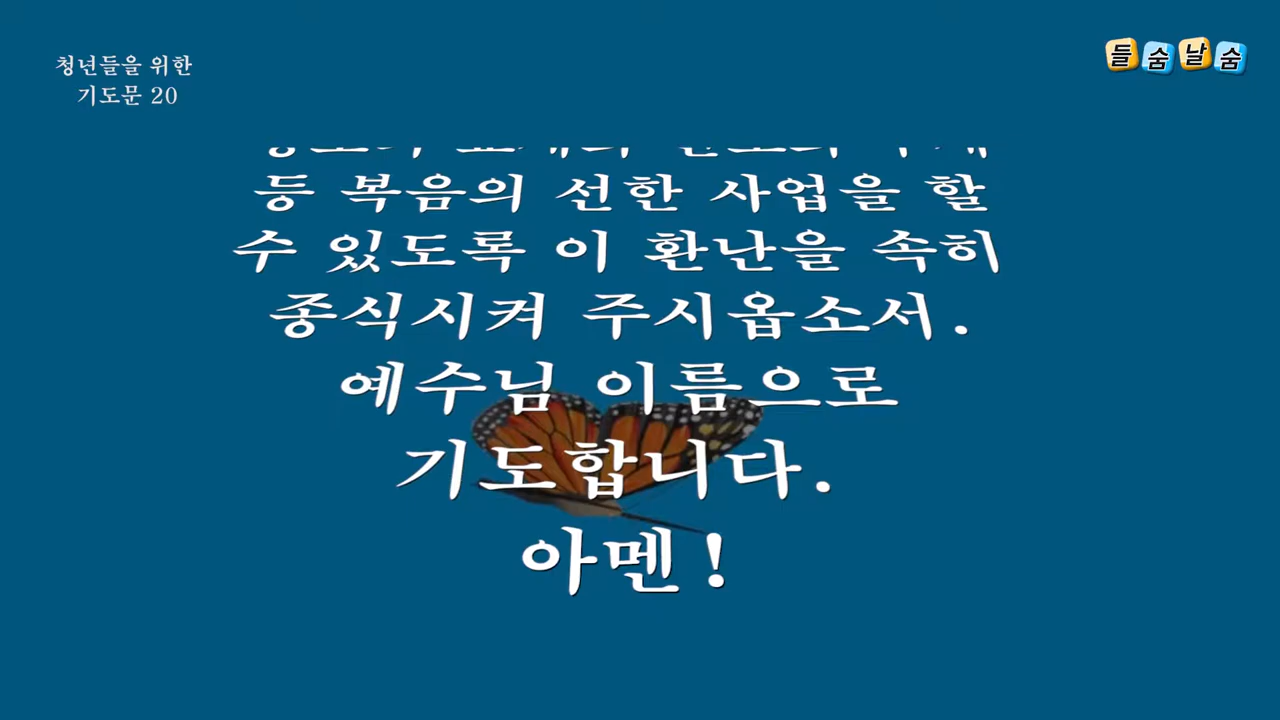 청년들을 위한
기도문 20
들숨날숨
등 복음의 선한 사업을 할
수 있도록 이 환난을 속히
종식시켜 주시옵소서.
예수님 이름으로
기도합니다.
아멘!